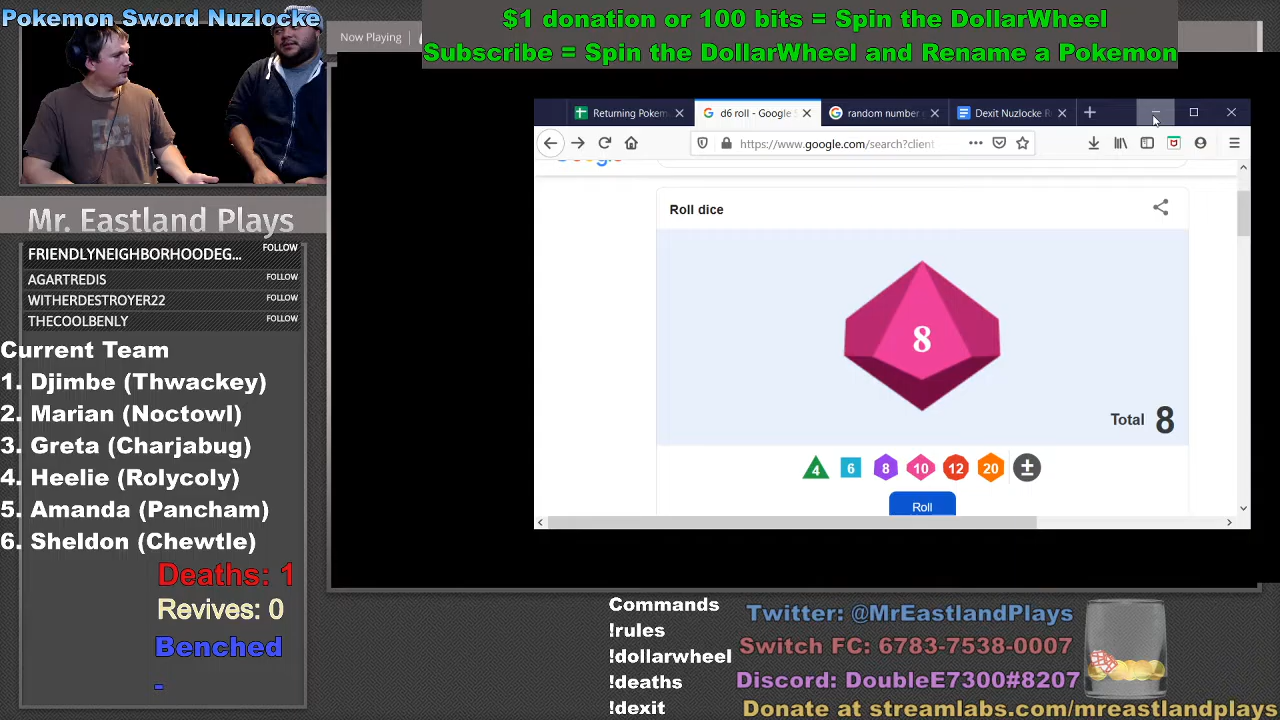 Pokemon Sword Nuzlocke
$1 donation or 100 bits = Spin the DollarWheel
Subscribe = Spin the DollarWheel and Rename a Pokemon
Now Playing
Returning Pokem
d6 roll - Google
random number
Dexit Nuzlocke R
https://www.google.com/search?client
Roll dice
8
Total 8
4 6 8 10 12 20
Roll
Mr. Eastland Plays
FRIENDLYNEIGHBORHOODEG... FOLLOW
AGARTREDIS FOLLOW
WITHERDESTROYER22 FOLLOW
THECOOLBENLY FOLLOW
Current Team
1. Djimbe (Thwackey)
2. Marian (Noctowl)
3. Greta (Charjabug)
4. Heelie (Rolycoly)
5. Amanda (Pancham)
6. Sheldon (Chewtle)
Deaths: 1
Revives: 0
Benched
-
Commands
!rules
!dollarwheel
!deaths
!dexit
Twitter: @MrEastlandPlays
Switch FC: 6783-7538-0007
Discord: DoubleE7300#8207
Donate at streamlabs.com/mreastlandplays